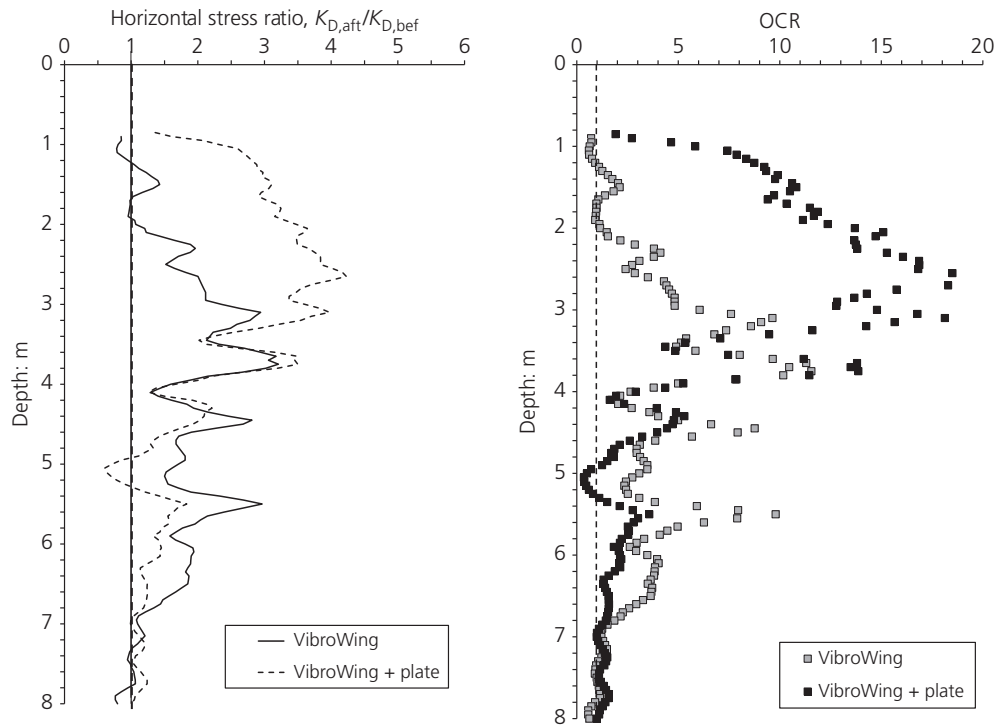 Horizontal stress ratio, K_D,aft/K_D,bef
0 1 2 3 4 5 6
0
1
2
3
4
5
6
7
8
Depth: m
VibroWing
VibroWing + plate
OCR
0 5 10 15 20
0
1
2
3
4
5
6
7
8
Depth: m
VibroWing
VibroWing + plate